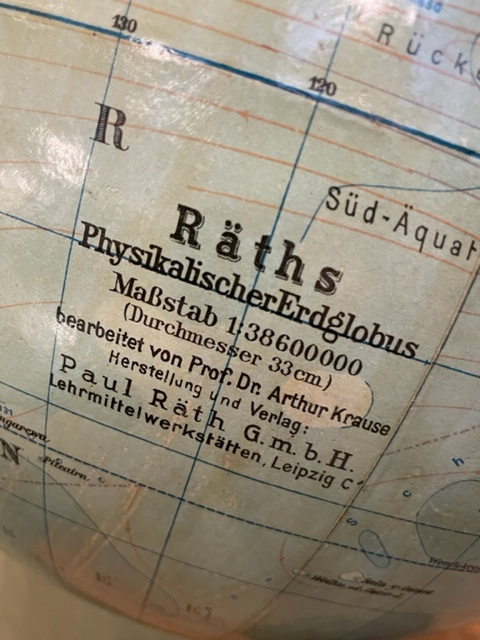 130
120
R
Süd-Äquat
Räths
Physikalischer Erdglobus
Maßstab 1:38600000
(Durchmesser 33cm)
bearbeitet von Prof. Dr. Arthur Krause
Herstellung und Verlag:
Paul Räth G.m.b.H.
Lehrmittelwerkstätten, Leipzig C
N
Pitcairn